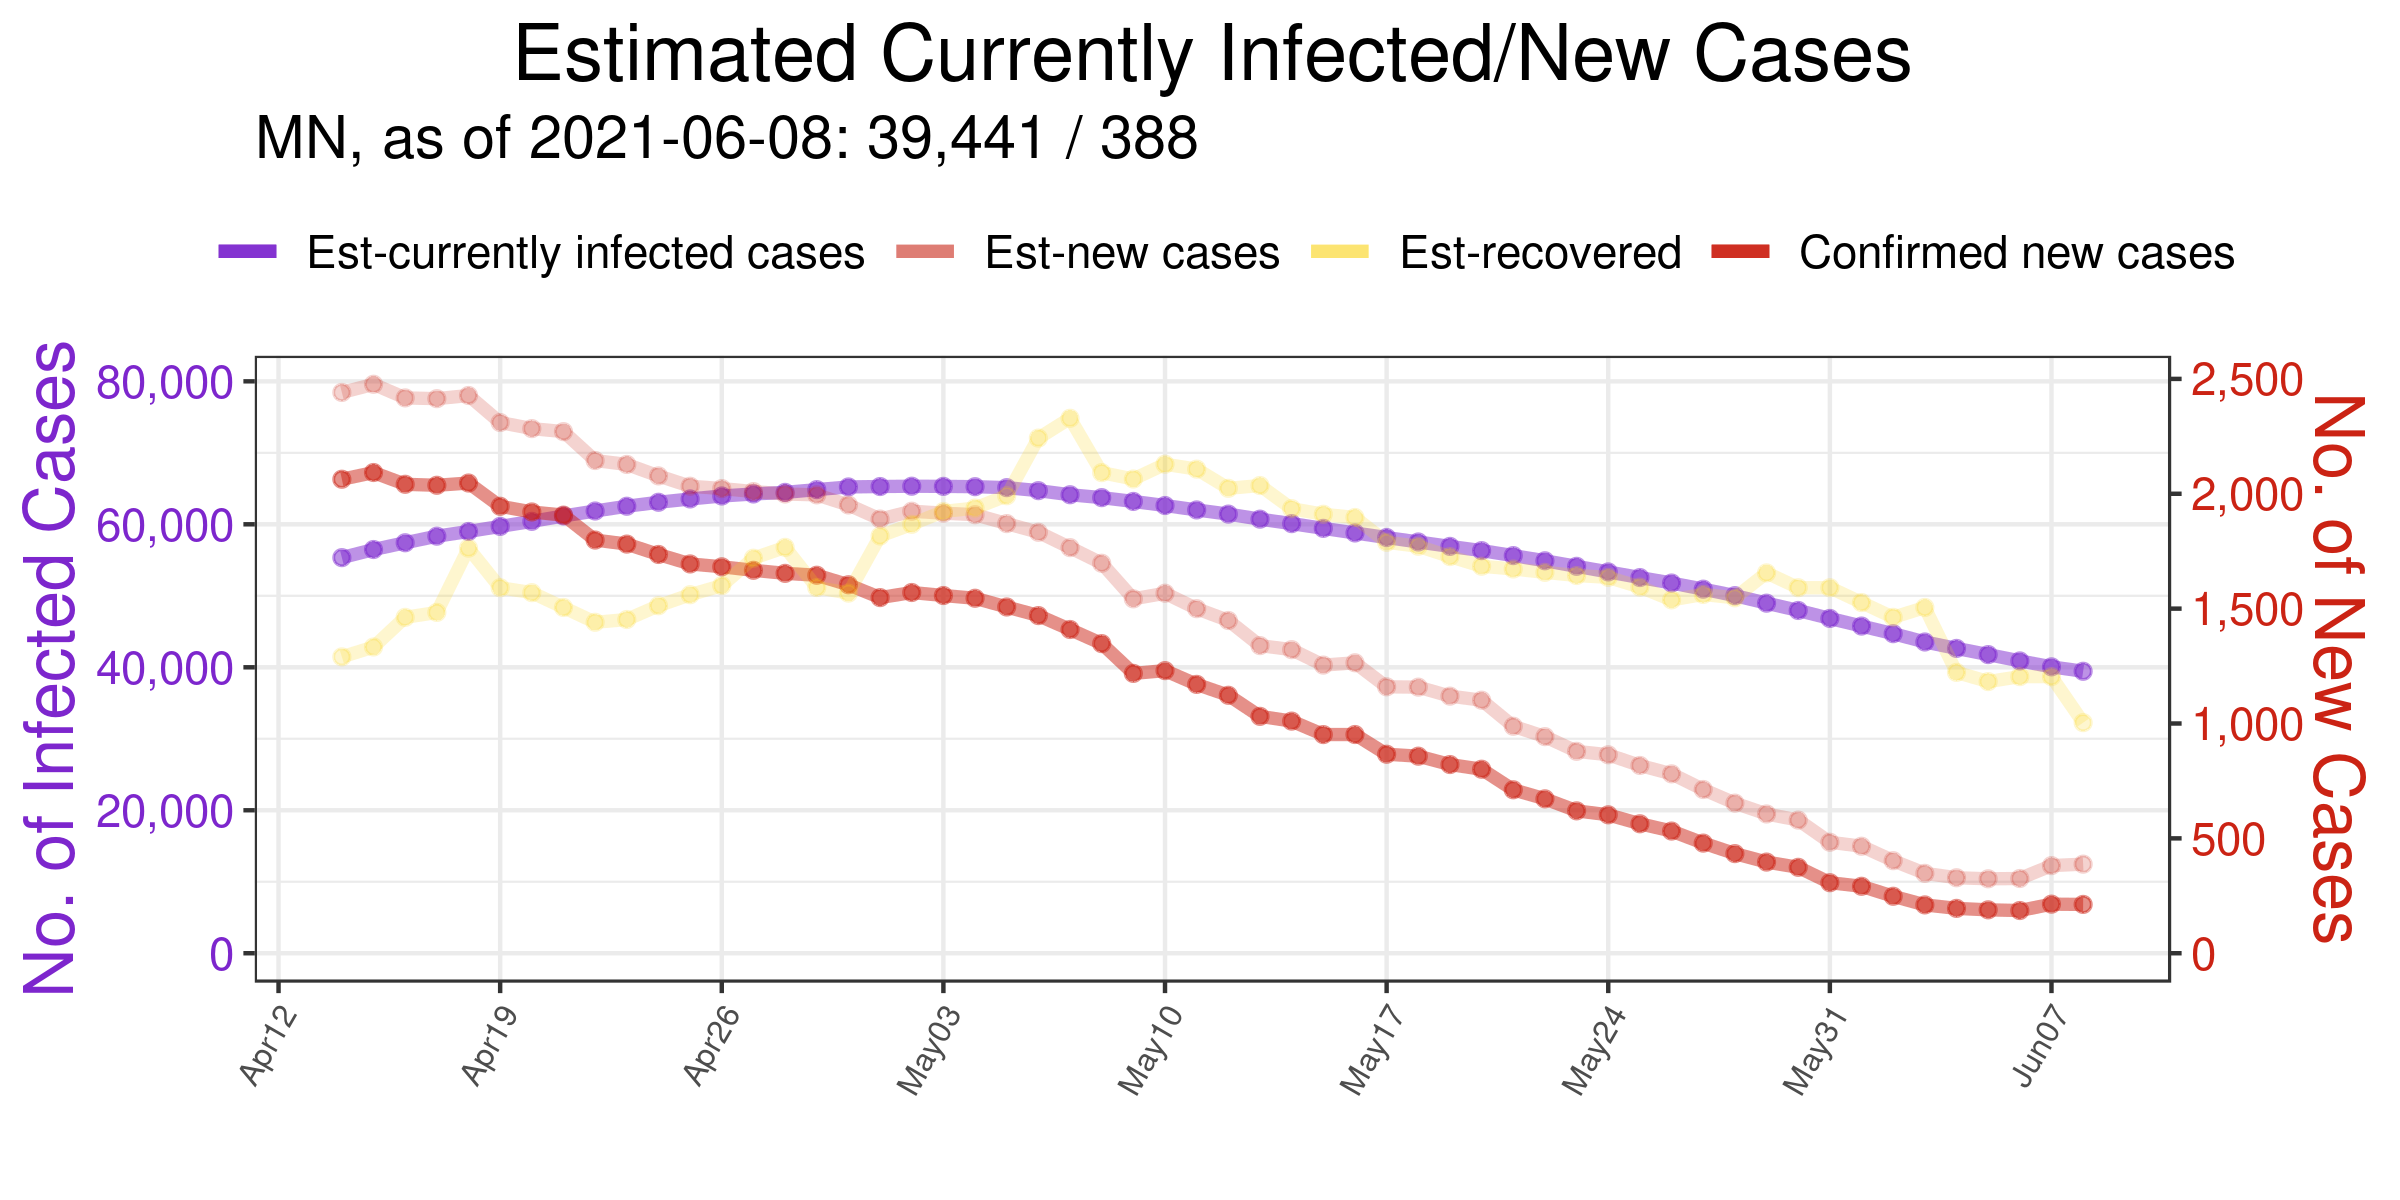 Estimated Currently Infected/New Cases
MN, as of 2021-06-08: 39,441 / 388
Est-currently infected cases Est-new cases Est-recovered Confirmed new cases
No. of Infected Cases
80,000
60,000
40,000
20,000
0
2,500
2,000
1,500
1,000
500
0
No. of New Cases
Apr12 Apr19 Apr26 May03 May10 May17 May24 May31 Jun07